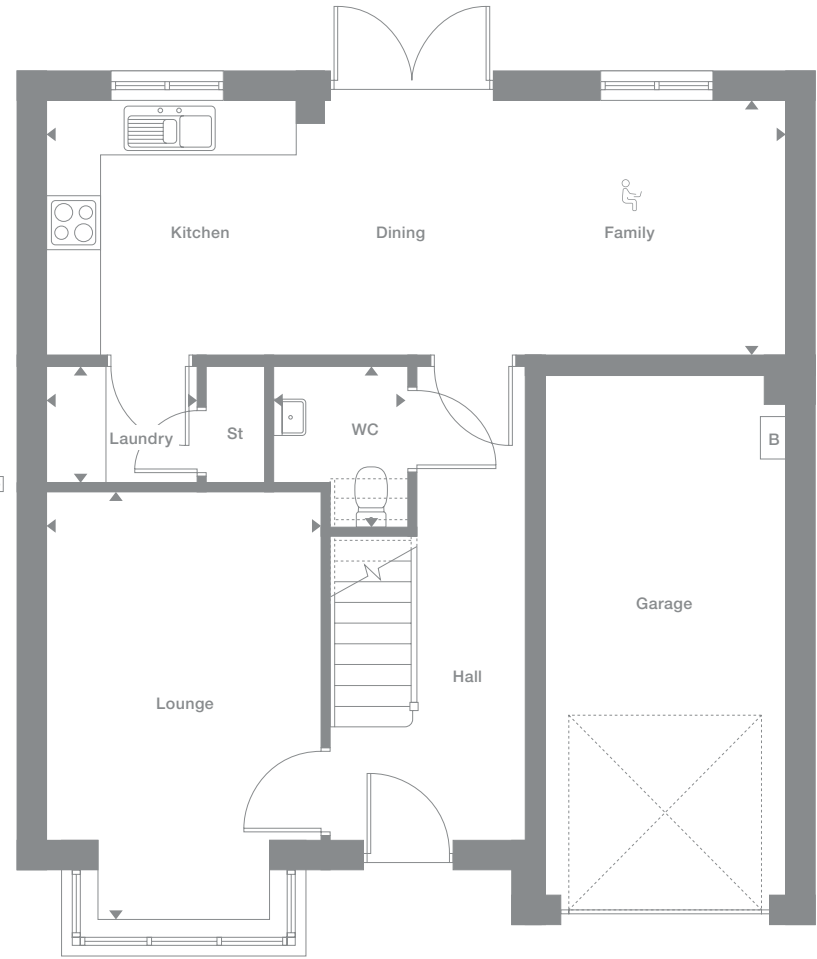 Kitchen
Dining
Family
Laundry
St
WC
B
Garage
Hall
Lounge